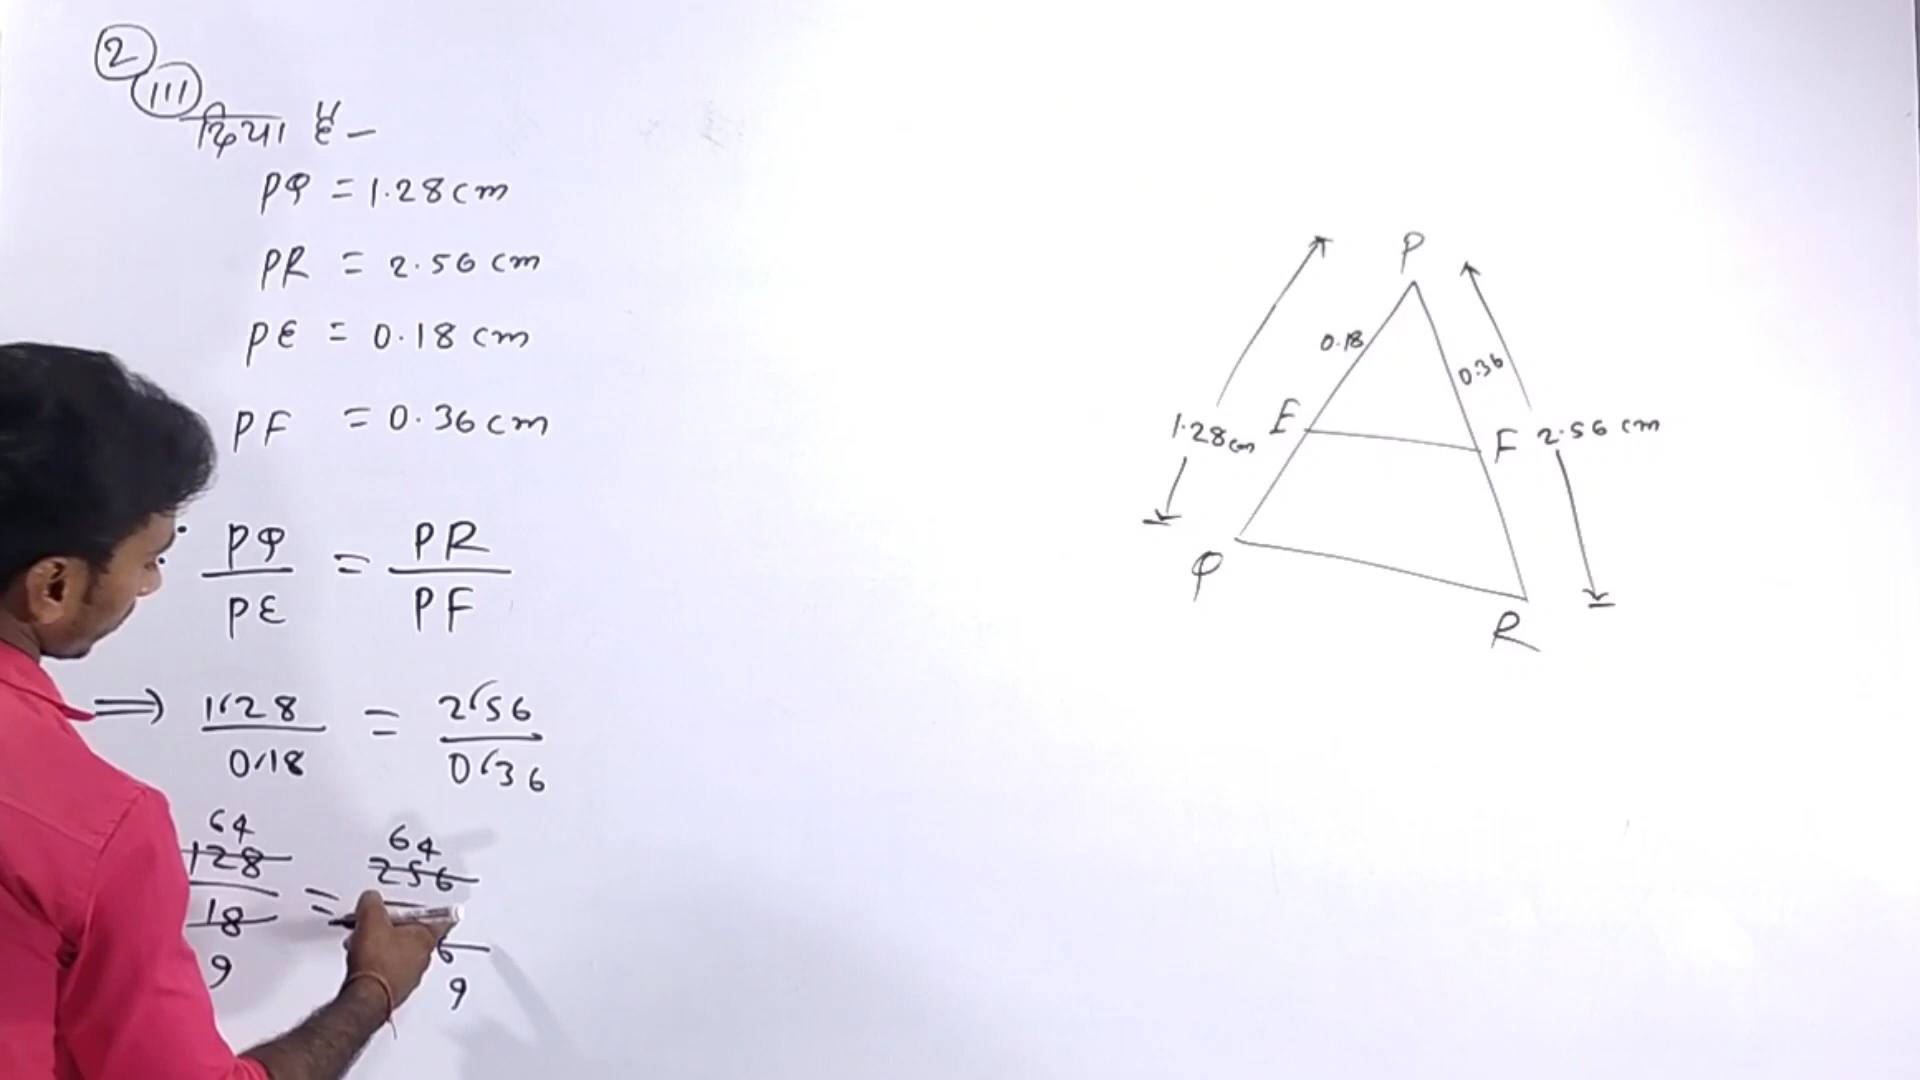 2
III
दिया है -
PQ = 1.28 cm
PR = 2.56 cm
PE = 0.18 cm
PF = 0.36 cm
∵ PQ/PE = PR/PF
⟹ 1.28/0.18 = 2.56/0.36
64 64
128/18 = 256/ 6
9 9
P
0.18
0.36
1.28cm E
F 2.56 cm
Q
R